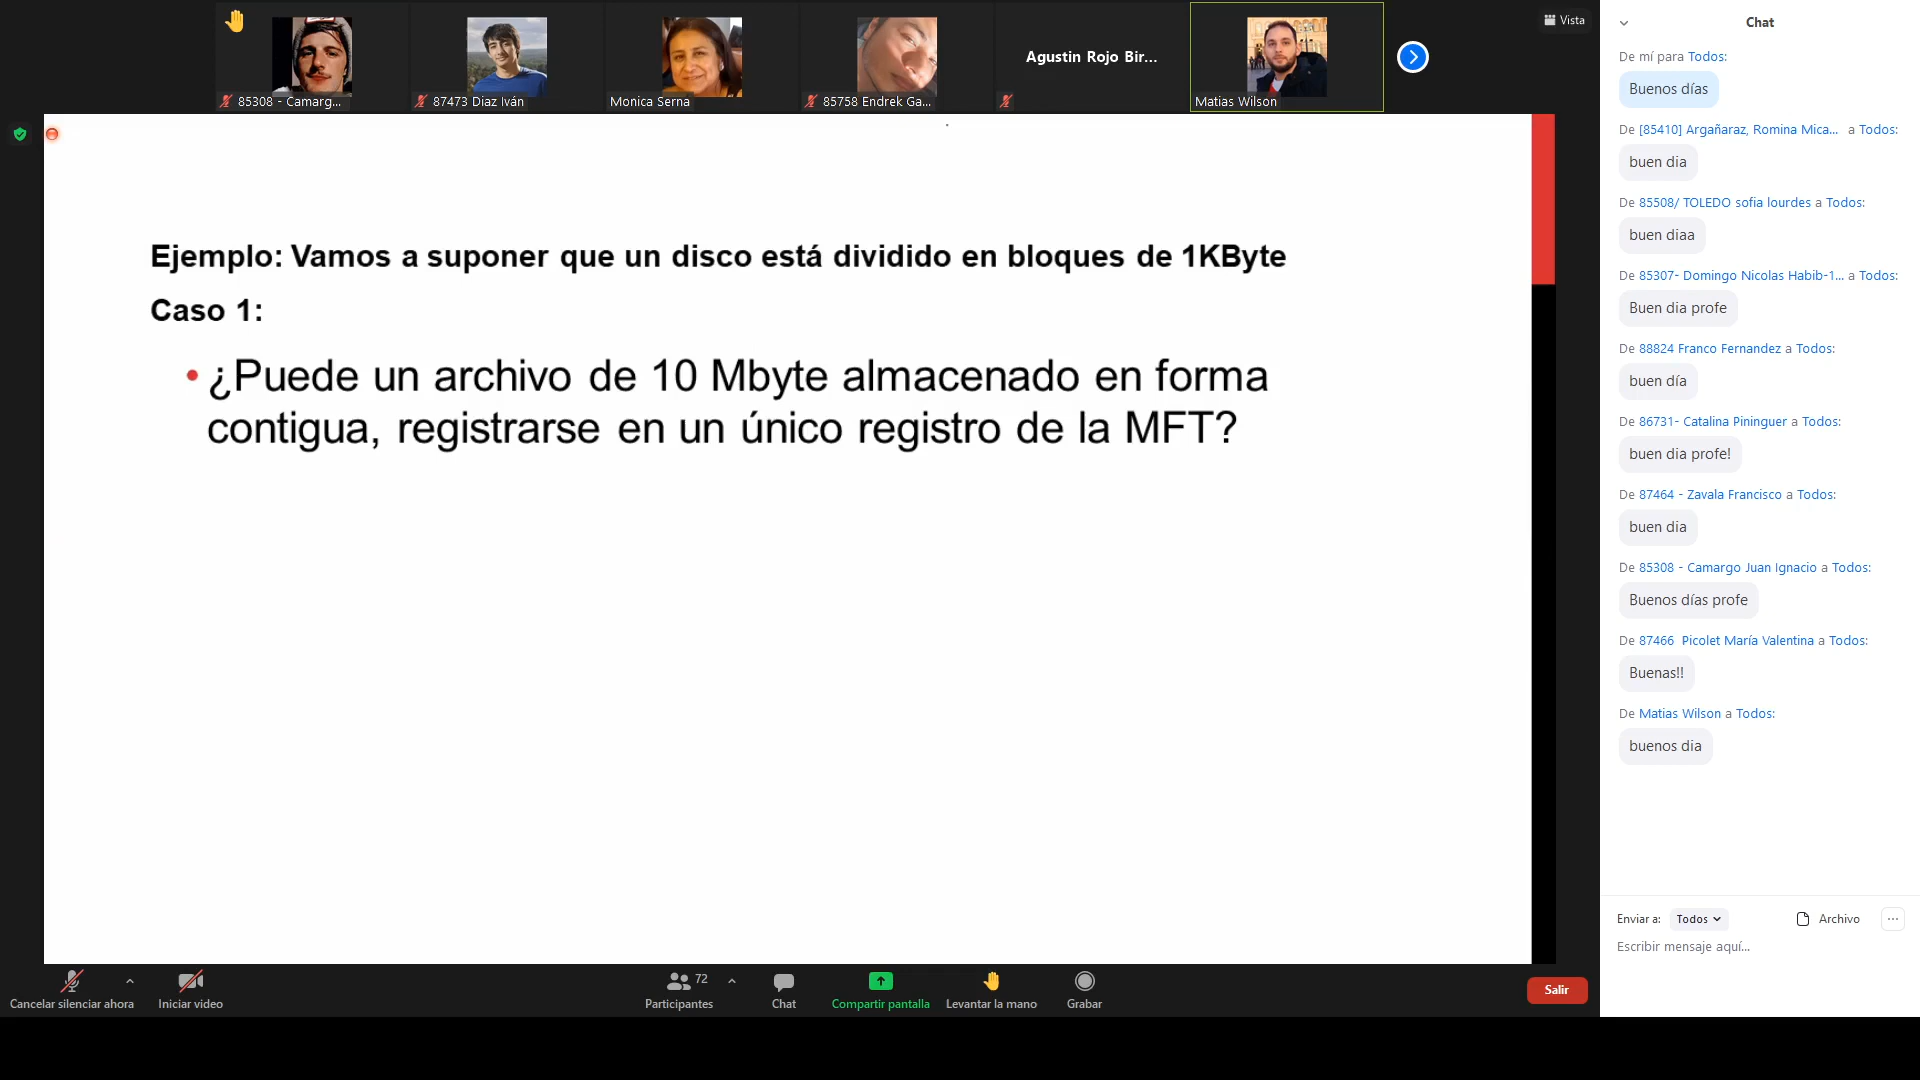 Vista
85308 - Camarg...
87473 Diaz Iván
Monica Serna
85758 Endrek Ga...
Agustin Rojo Bir...
Matias Wilson
Ejemplo: Vamos a suponer que un disco está dividido en bloques de 1KByte
Caso 1:
• ¿Puede un archivo de 10 Mbyte almacenado en forma
contigua, registrarse en un único registro de la MFT?
Cancelar silenciar ahora
Iniciar video
72
Participantes
Chat
Compartir pantalla
Levantar la mano
Grabar
Salir
Chat
De mí para Todos:
Buenos días
De [85410] Argañaraz, Romina Mica... a Todos:
buen dia
De 85508/ TOLEDO sofia lourdes a Todos:
buen diaa
De 85307- Domingo Nicolas Habib-1... a Todos:
Buen dia profe
De 88824 Franco Fernandez a Todos:
buen día
De 86731- Catalina Pininguer a Todos:
buen dia profe!
De 87464 - Zavala Francisco a Todos:
buen dia
De 85308 - Camargo Juan Ignacio a Todos:
Buenos días profe
De 87466  Picolet María Valentina a Todos:
Buenas!!
De Matias Wilson a Todos:
buenos dia
Enviar a: Todos
Archivo
...
Escribir mensaje aquí...